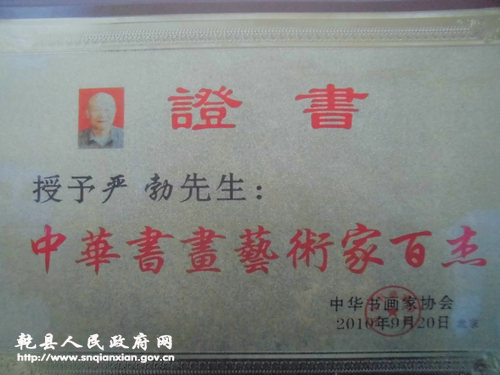 證書
授予严勃先生：
中華書畫藝術家百杰
中华书画家协会
2010年9月20日 北京
乾县人民政府网
http://www.snqianxian.gov.cn